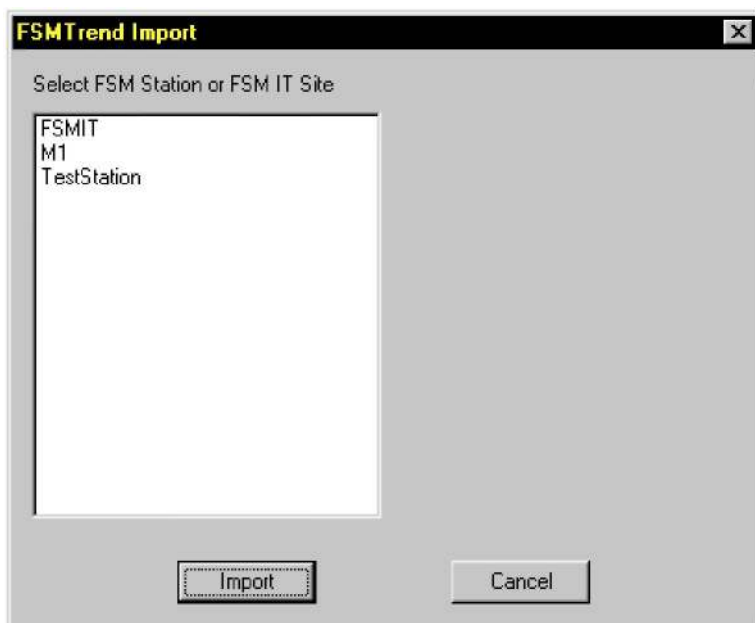 FSMTrend Import
Select FSM Station or FSM IT Site
FSMIT
M1
TestStation
Import
Cancel